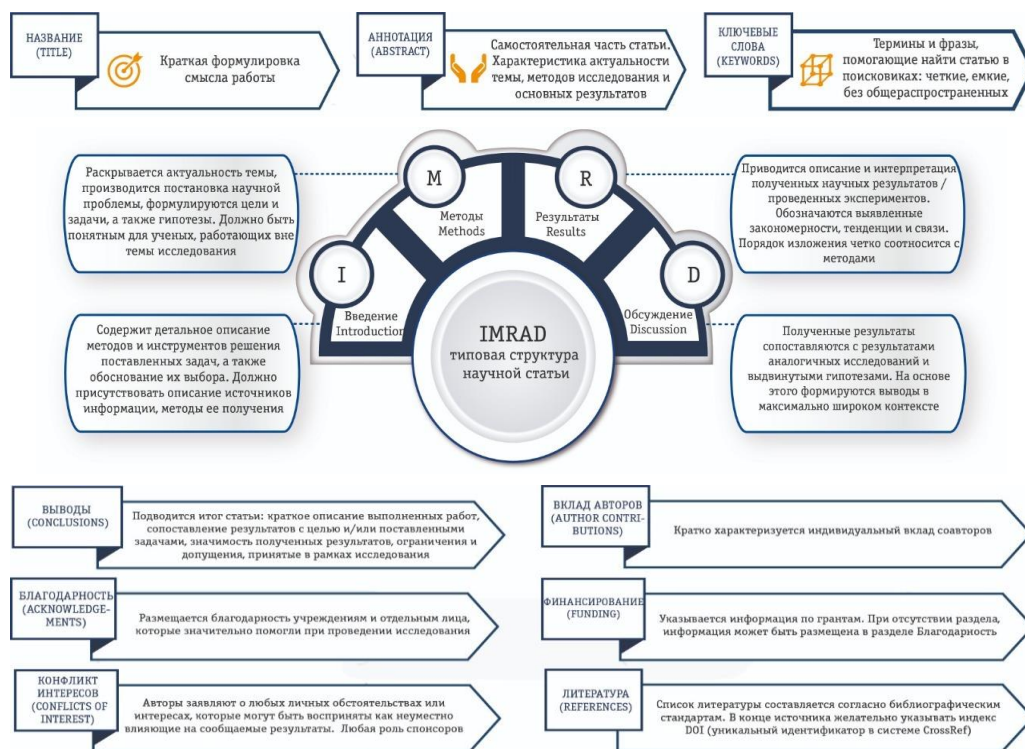 НАЗВАНИЕ
(TITLE)
Краткая формулировка
смысла работы
АННОТАЦИЯ
(ABSTRACT)
Самостоятельная часть статьи.
Характеристика актуальности
темы, методов исследования и
основных результатов
КЛЮЧЕВЫЕ
СЛОВА
(KEYWORDS)
Термины и фразы,
помогающие найти статью в
поисковиках: четкие, емкие,
без общераспространенных
Раскрывается актуальность темы,
производится постановка научной
проблемы, формулируются цели и
задачи, а также гипотезы. Должно быть
понятным для ученых, работающих вне
темы исследования
M
Методы
Methods
R
Результаты
Results
Приводится описание и интерпретация
полученных научных результатов /
проведенных экспериментов.
Обозначаются выявленные
закономерности, тенденции и связи.
Порядок изложения четко соотносится с
методами
I
Введение
Introduction
D
Обсуждение
Discussion
IMRAD
типовая структура
научной статьи
Содержит детальное описание
методов и инструментов решения
поставленных задач, а также
обоснование их выбора. Должно
присутствовать описание источников
информации, методы ее получения
Полученные результаты
сопоставляются с результатами
аналогичных исследований и
выдвинутыми гипотезами. На основе
этого формируются выводы в
максимально широком контексте
ВЫВОДЫ
(CONCLUSIONS)
Подводится итог статьи: краткое описание выполненных работ,
сопоставление результатов с целью и/или поставленными
задачами, значимость полученных результатов, ограничения и
допущения, принятые в рамках исследования
ВКЛАД АВТОРОВ
(AUTHOR CONTRI-
BUTIONS)
Кратко характеризуется индивидуальный вклад соавторов
БЛАГОДАРНОСТЬ
(ACKNOWLEDGE-
MENTS)
Размещается благодарность учреждениям и отдельным лица,
которые значительно помогли при проведении исследования
ФИНАНСИРОВАНИЕ
(FUNDING)
Указывается информация по грантам. При отсутствии раздела,
информация может быть размещена в разделе Благодарность
КОНФЛИКТ
ИНТЕРЕСОВ
(CONFLICTS OF
INTEREST)
Авторы заявляют о любых личных обстоятельствах или
интересах, которые могут быть восприняты как неуместно
влияющие на сообщаемые результаты. Любая роль спонсоров
ЛИТЕРАТУРА
(REFERENCES)
Список литературы составляется согласно библиографическим
стандартам. В конце источника желательно указывать индекс
DOI (уникальный идентификатор в системе CrossRef)